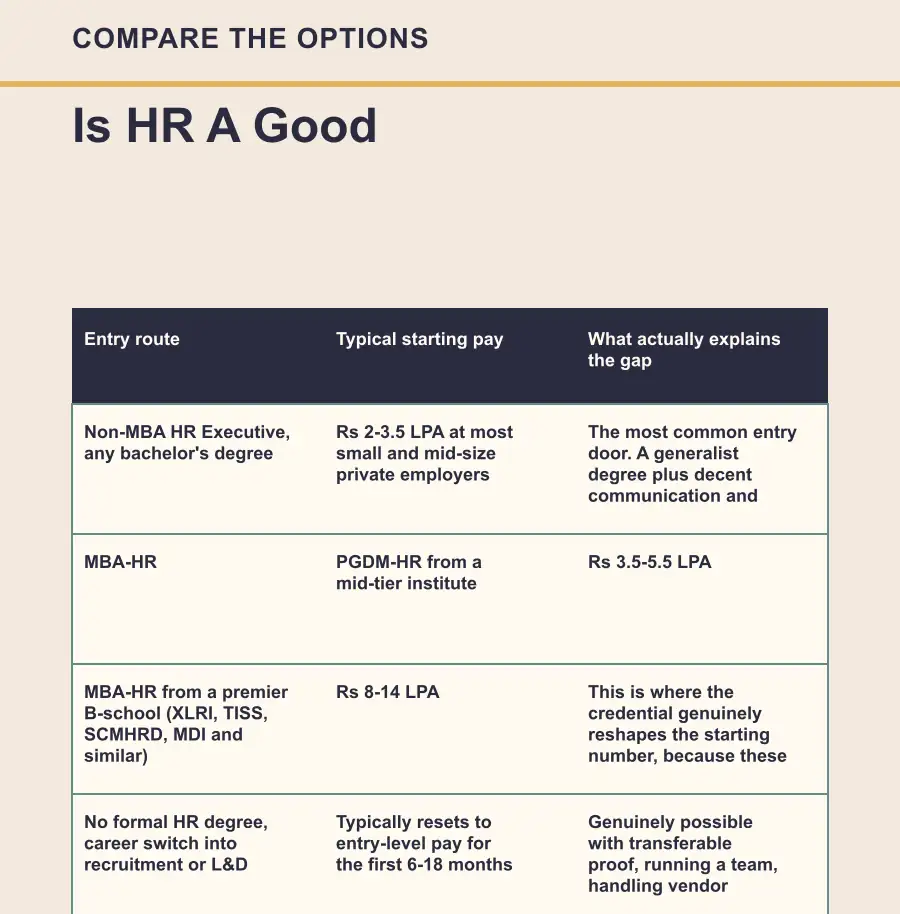 COMPARE THE OPTIONS
Is HR A Good
Entry route
Typical starting pay
What actually explains
the gap
Non-MBA HR Executive,
any bachelor's degree
Rs 2-3.5 LPA at most
small and mid-size
private employers
The most common entry
door. A generalist
degree plus decent
communication and
MBA-HR
PGDM-HR from a
mid-tier institute
Rs 3.5-5.5 LPA
MBA-HR from a premier
B-school (XLRI, TISS,
SCMHRD, MDI and
similar)
Rs 8-14 LPA
This is where the
credential genuinely
reshapes the starting
number, because these
No formal HR degree,
career switch into
recruitment or L&D
Typically resets to
entry-level pay for
the first 6-18 months
Genuinely possible
with transferable
proof, running a team,
handling vendor